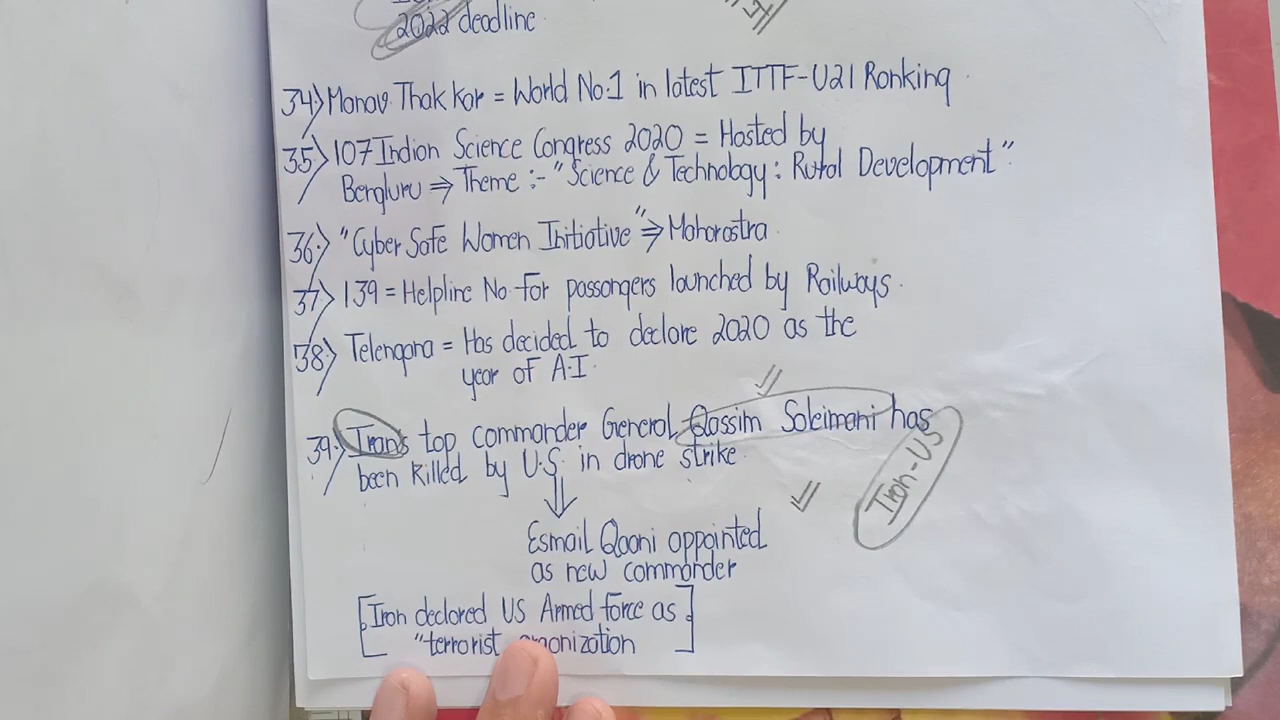 2022 deadline
34) Manav Thakkar = World No.1 in latest ITTF-U21 Ranking.
35) 107 Indian Science Congress 2020 = Hosted by
Bengluru ⇒ Theme :- "Science & Technology: Rural Development"
36) "Cyber Safe Women Initiative" ⇒ Maharastra
37) 139 = Helpline No. for passangers launched by Railways.
38) Telengana = Has decided to declare 2020 as the
year of A.I.
39) Iran's top commander General Qassim Soleimani has
been killed by U.S. in drone strike.
Iran-US
Esmail Qaani appointed
as new commander
[Iran declared US Armed force as
"terrorist organization]